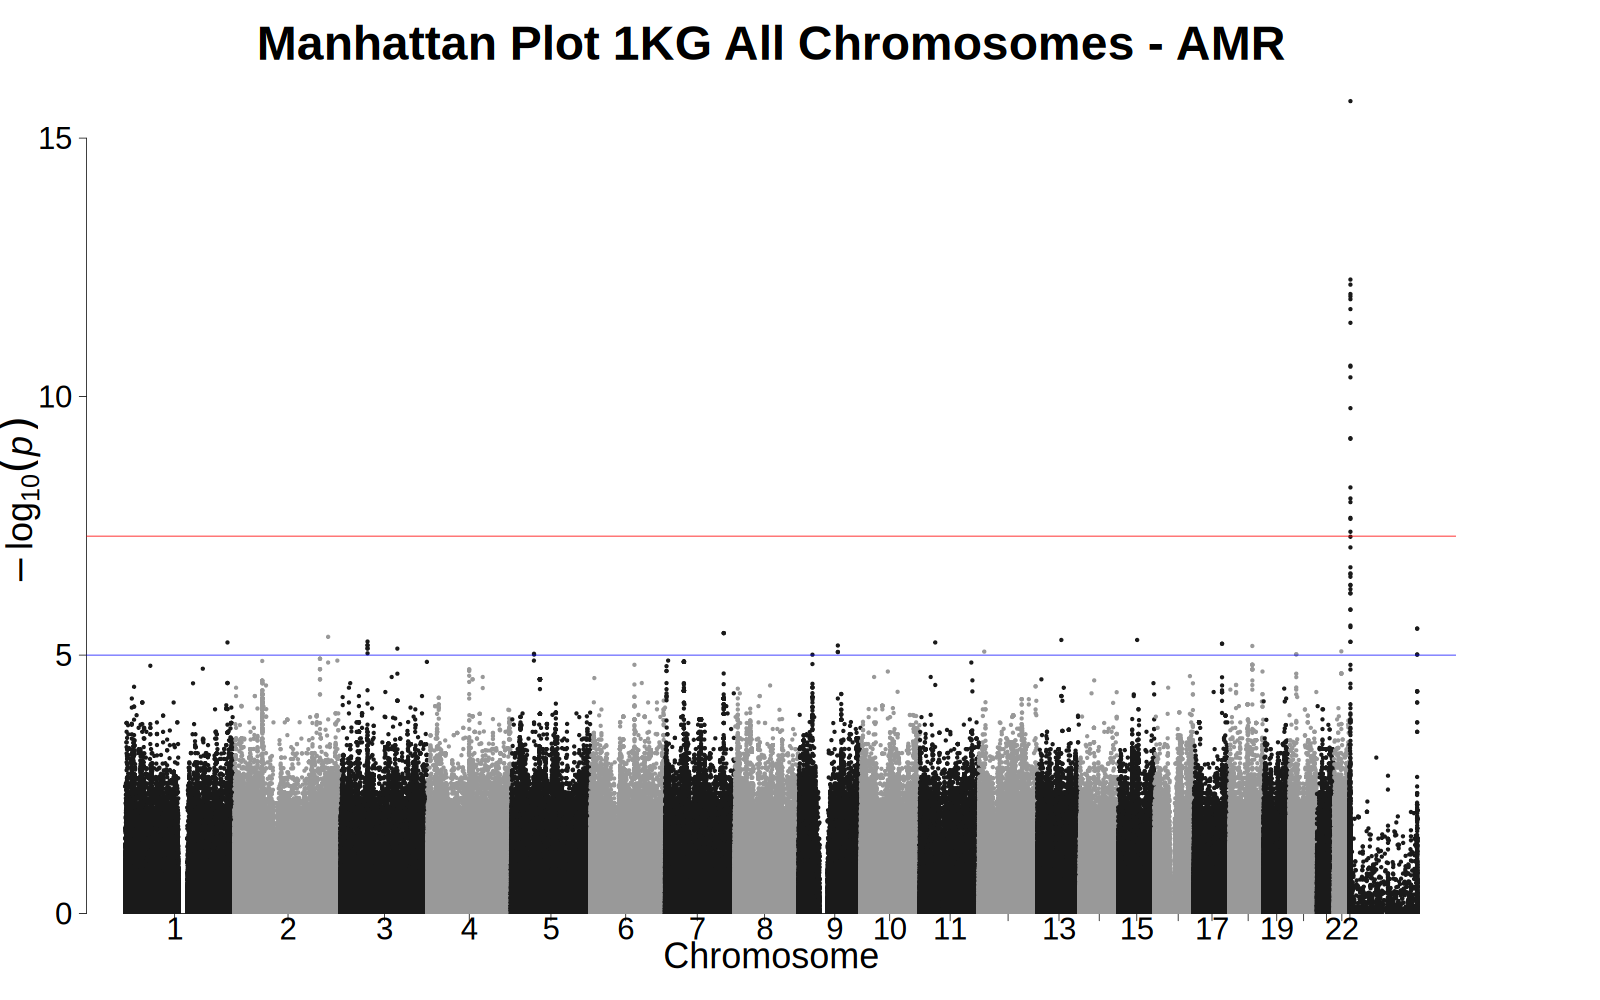 Manhattan Plot 1KG All Chromosomes - AMR
15
10
5
0
− log10(p)
1 2 3 4 5 6 7 8 9 10 11 13 15 17 19 22
Chromosome